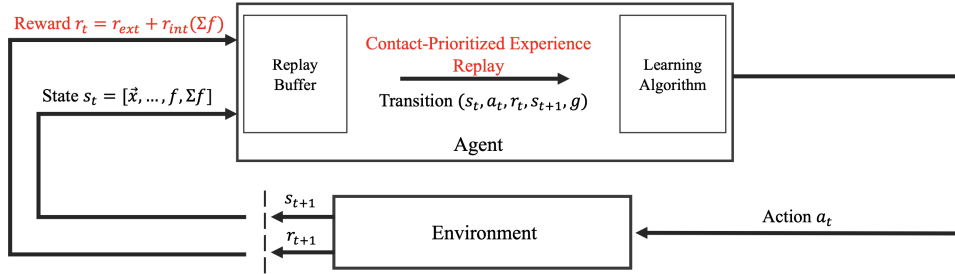 Reward $r_t = r_{ext} + r_{int}(\Sigma f)$
Contact-Prioritized Experience
Replay
Replay
Buffer
Learning
Algorithm
State $s_t = [\vec{x}, \ldots, f, \Sigma f]$
Transition $(s_t, a_t, r_t, s_{t+1}, g)$
Agent
$s_{t+1}$
$r_{t+1}$
Environment
Action $a_t$